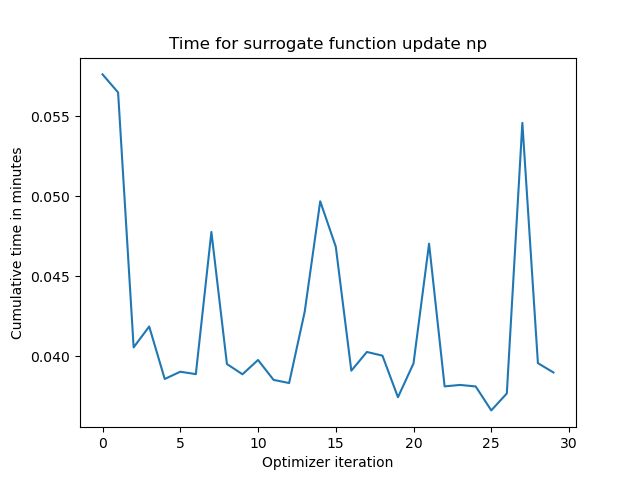 Time for surrogate function update np
Cumulative time in minutes
0.055
0.050
0.045
0.040
0 5 10 15 20 25 30
Optimizer iteration